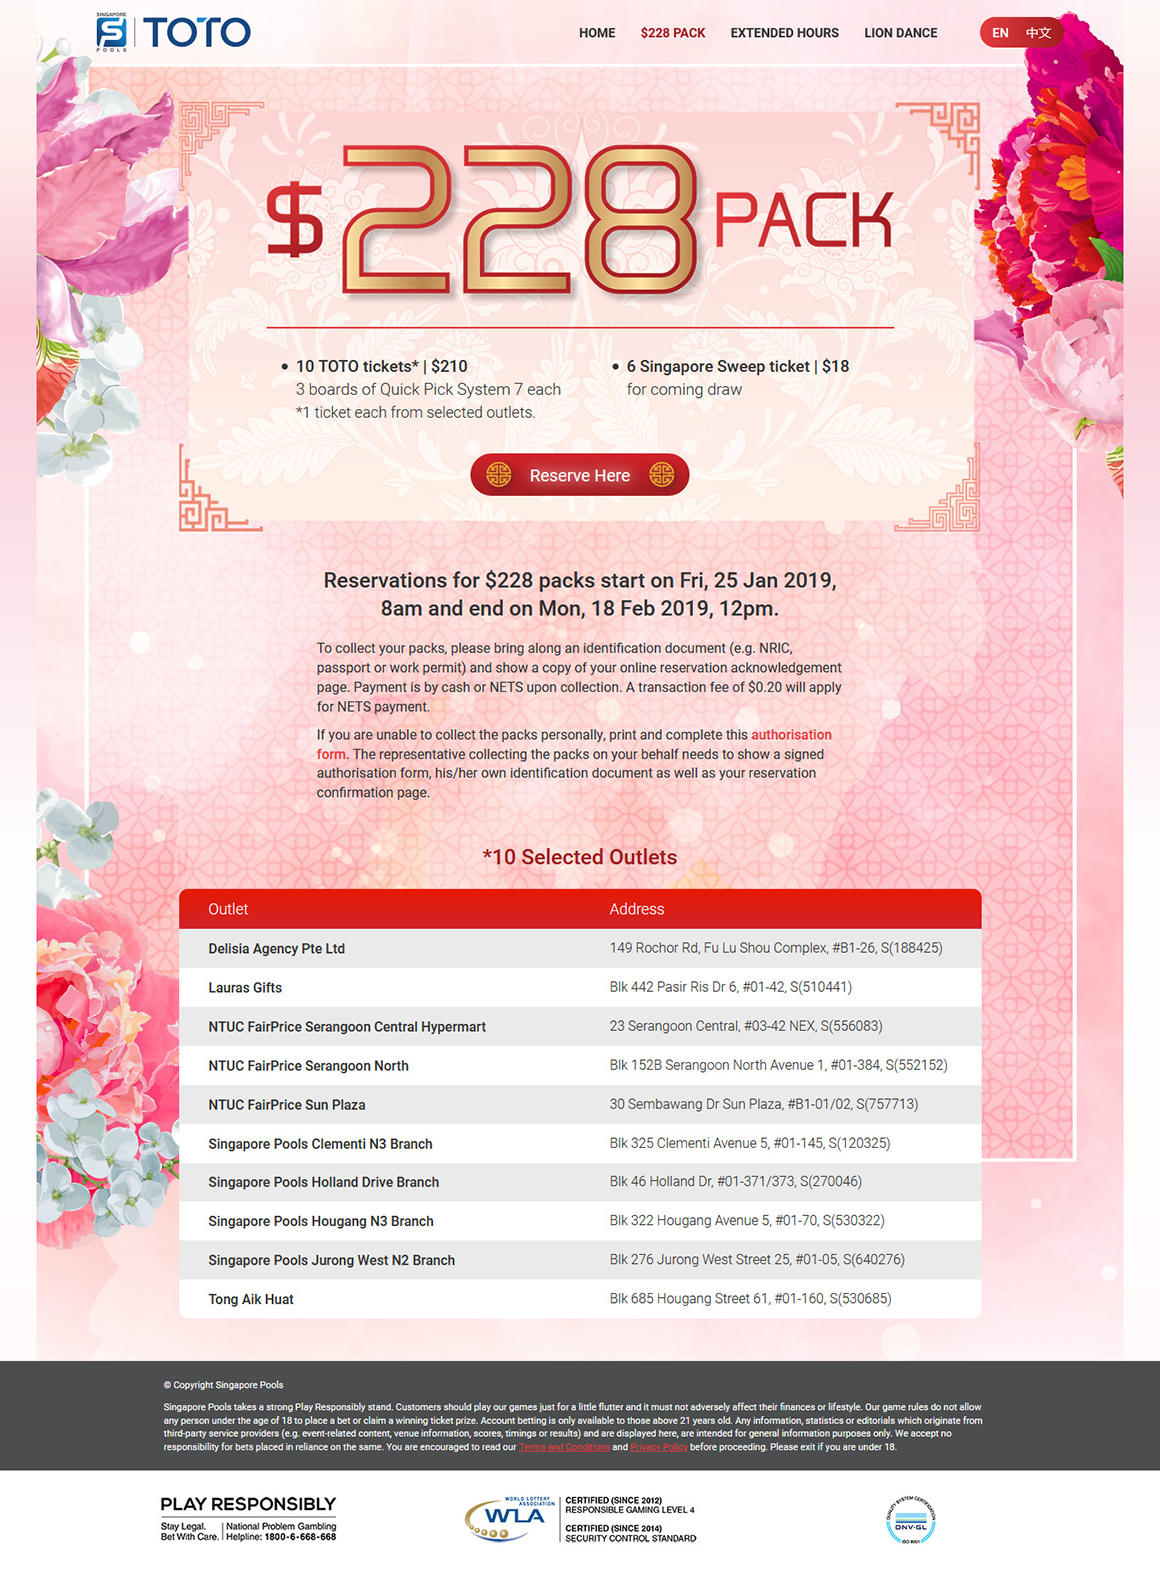 SINGAPORE
POOLS
TOTO
HOME
$228 PACK
EXTENDED HOURS
LION DANCE
EN
中文
$228 PACK
10 TOTO tickets* | $210
3 boards of Quick Pick System 7 each
*1 ticket each from selected outlets.
6 Singapore Sweep ticket | $18
for coming draw
Reserve Here
Reservations for $228 packs start on Fri, 25 Jan 2019,
8am and end on Mon, 18 Feb 2019, 12pm.
To collect your packs, please bring along an identification document (e.g. NRIC,
passport or work permit) and show a copy of your online reservation acknowledgement
page. Payment is by cash or NETS upon collection. A transaction fee of $0.20 will apply
for NETS payment.
If you are unable to collect the packs personally, print and complete this authorisation
form. The representative collecting the packs on your behalf needs to show a signed
authorisation form, his/her own identification document as well as your reservation
confirmation page.
*10 Selected Outlets
Outlet Address
Delisia Agency Pte Ltd 149 Rochor Rd, Fu Lu Shou Complex, #B1-26, S(188425)
Lauras Gifts Blk 442 Pasir Ris Dr 6, #01-42, S(510441)
NTUC FairPrice Serangoon Central Hypermart 23 Serangoon Central, #03-42 NEX, S(556083)
NTUC FairPrice Serangoon North Blk 152B Serangoon North Avenue 1, #01-384, S(552152)
NTUC FairPrice Sun Plaza 30 Sembawang Dr Sun Plaza, #B1-01/02, S(757713)
Singapore Pools Clementi N3 Branch Blk 325 Clementi Avenue 5, #01-145, S(120325)
Singapore Pools Holland Drive Branch Blk 46 Holland Dr, #01-371/373, S(270046)
Singapore Pools Hougang N3 Branch Blk 322 Hougang Avenue 5, #01-70, S(530322)
Singapore Pools Jurong West N2 Branch Blk 276 Jurong West Street 25, #01-05, S(640276)
Tong Aik Huat Blk 685 Hougang Street 61, #01-160, S(530685)
© Copyright Singapore Pools
Singapore Pools takes a strong Play Responsibly stand. Customers should play our games just for a little flutter and it must not adversely affect their finances or lifestyle. Our game rules do not allow
any person under the age of 18 to place a bet or claim a winning ticket prize. Account betting is only available to those above 21 years old. Any information, statistics or editorials which originate from
third-party service providers (e.g. event-related content, venue information, scores, timings or results) and are displayed here, are intended for general information purposes only. We accept no
responsibility for bets placed in reliance on the same. You are encouraged to read our Terms and Conditions and Privacy Policy before proceeding. Please exit if you are under 18.
PLAY RESPONSIBLY
Stay Legal. | National Problem Gambling
Bet With Care. | Helpline: 1800-6-668-668
WORLD LOTTERY
ASSOCIATION
WLA
CERTIFIED (SINCE 2012)
RESPONSIBLE GAMING LEVEL 4
CERTIFIED (SINCE 2014)
SECURITY CONTROL STANDARD
QUALITY SYSTEM CERTIFICATION
DNV·GL
ISO 9001